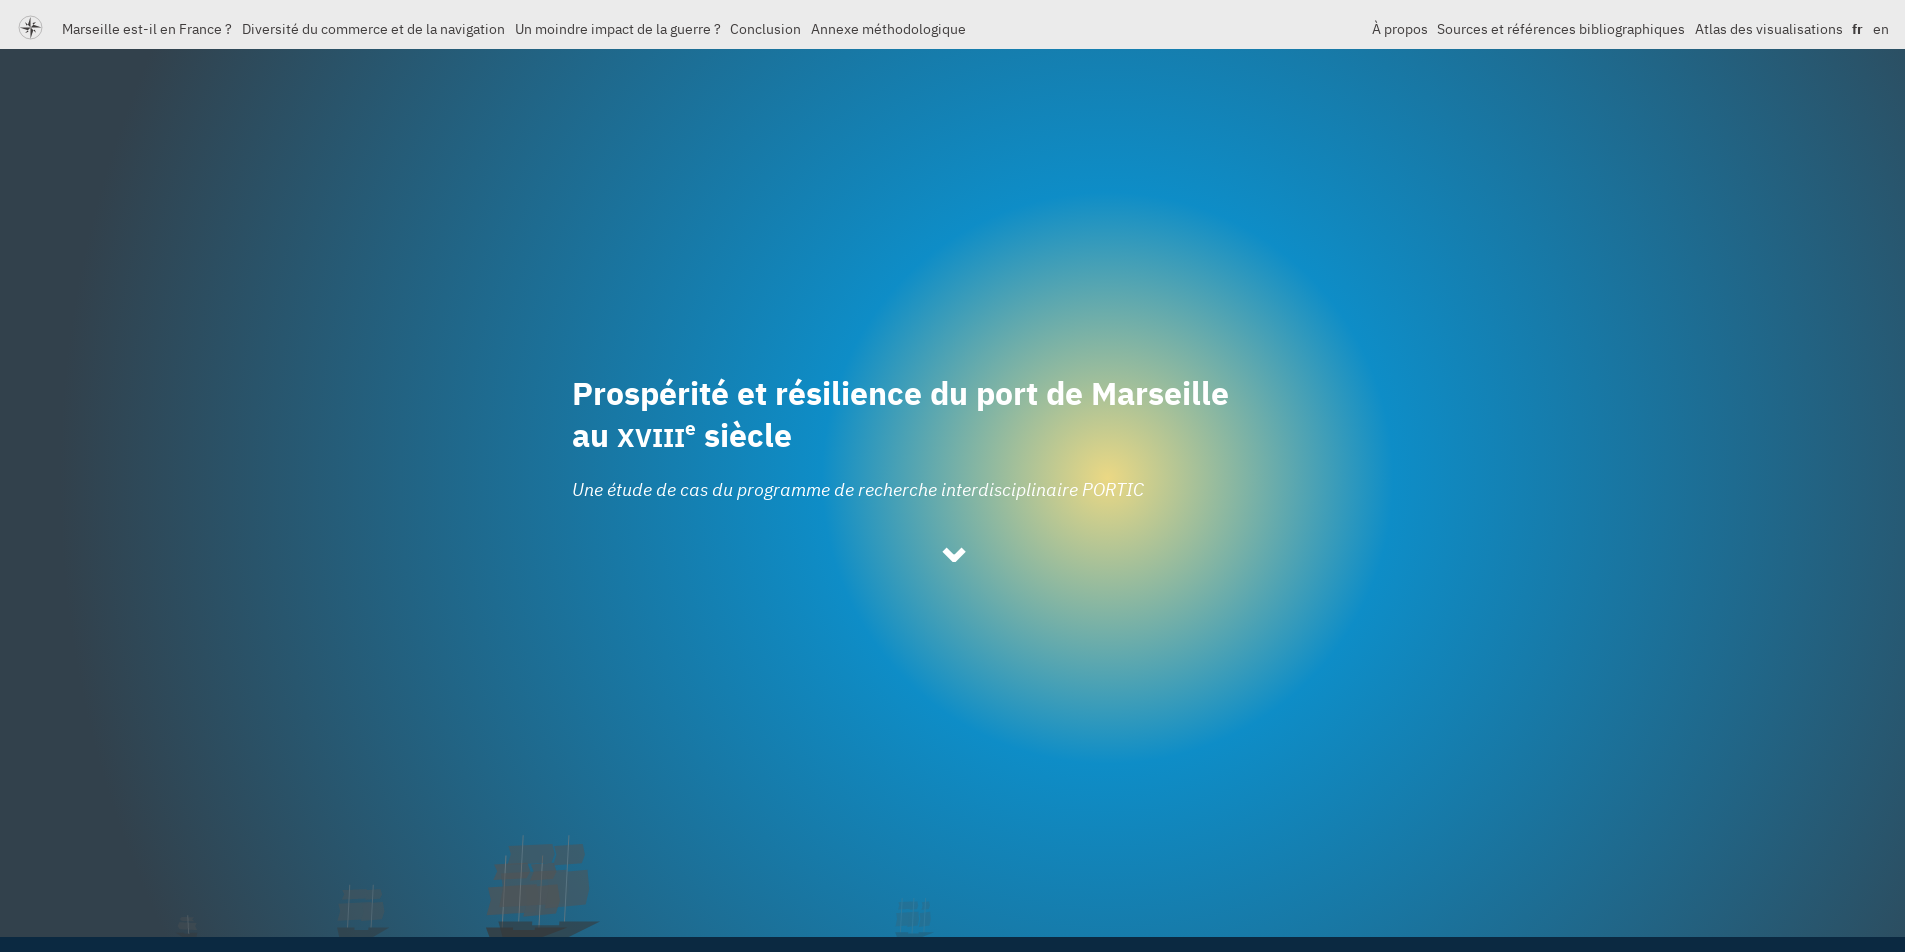 Marseille est-il en France ? Diversité du commerce et de la navigation Un moindre impact de la guerre ? Conclusion Annexe méthodologique À propos Sources et références bibliographiques Atlas des visualisations fr en
Prospérité et résilience du port de Marseille
au XVIIIe siècle
Une étude de cas du programme de recherche interdisciplinaire PORTIC